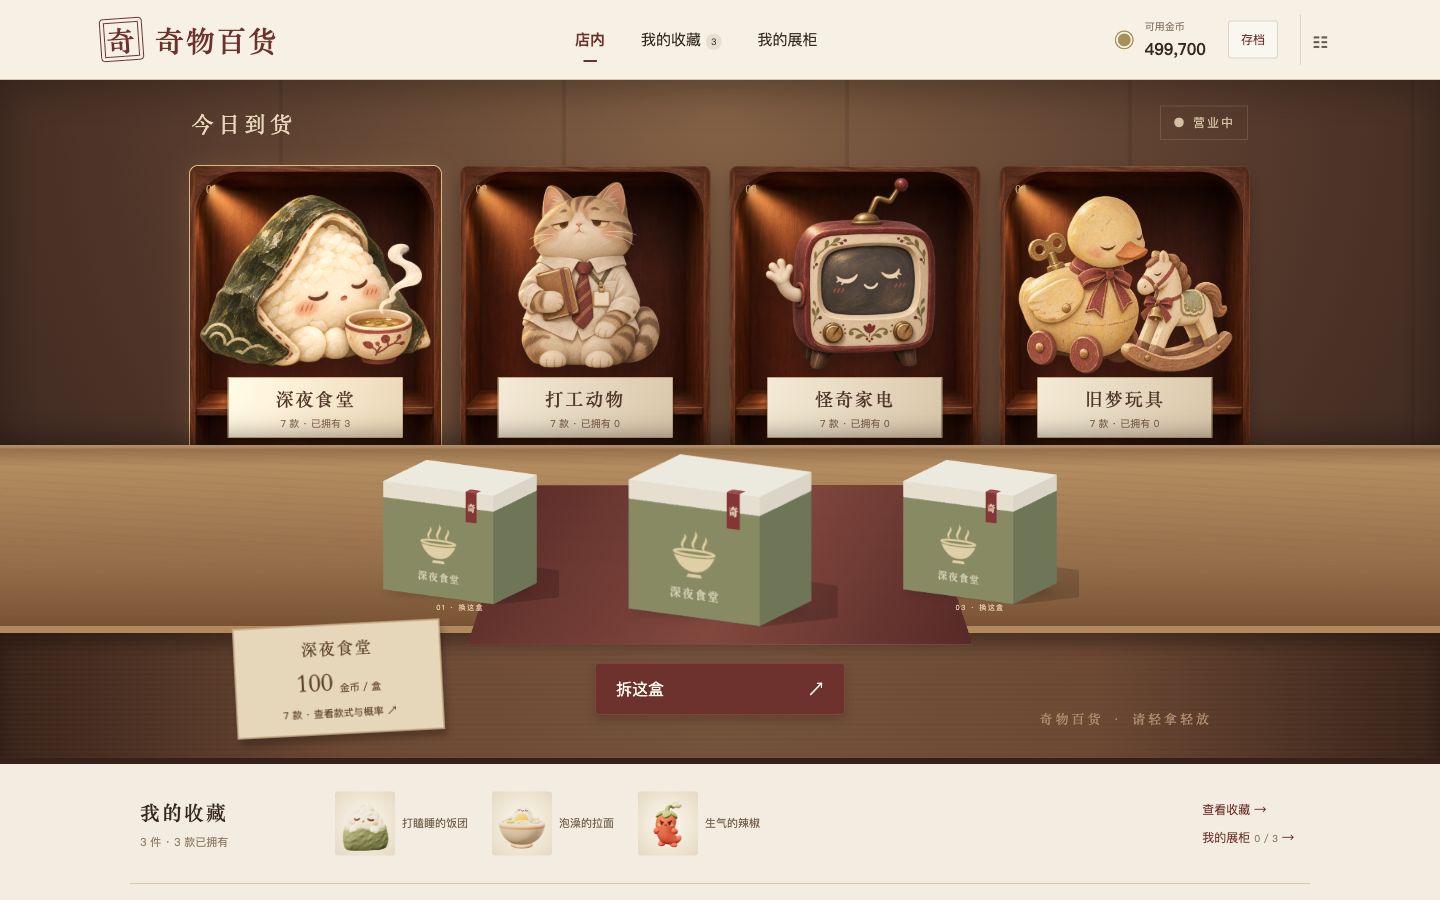 奇 奇物百货
店内
我的收藏 3
我的展柜
可用金币
499,700
存档
今日到货
营业中
深夜食堂
7 款 · 已拥有 3
打工动物
7 款 · 已拥有 0
怪奇家电
7 款 · 已拥有 0
旧梦玩具
7 款 · 已拥有 0
奇
深夜食堂
01 · 换这盒
奇
深夜食堂
奇
深夜食堂
03 · 换这盒
深夜食堂
100 金币 / 盒
7 款 · 查看款式与概率 ↗
拆这盒 ↗
奇物百货 · 请轻拿轻放
我的收藏
3 件 · 3 款已拥有
打瞌睡的饭团
泡澡的拉面
生气的辣椒
查看收藏 →
我的展柜 0 / 3 →